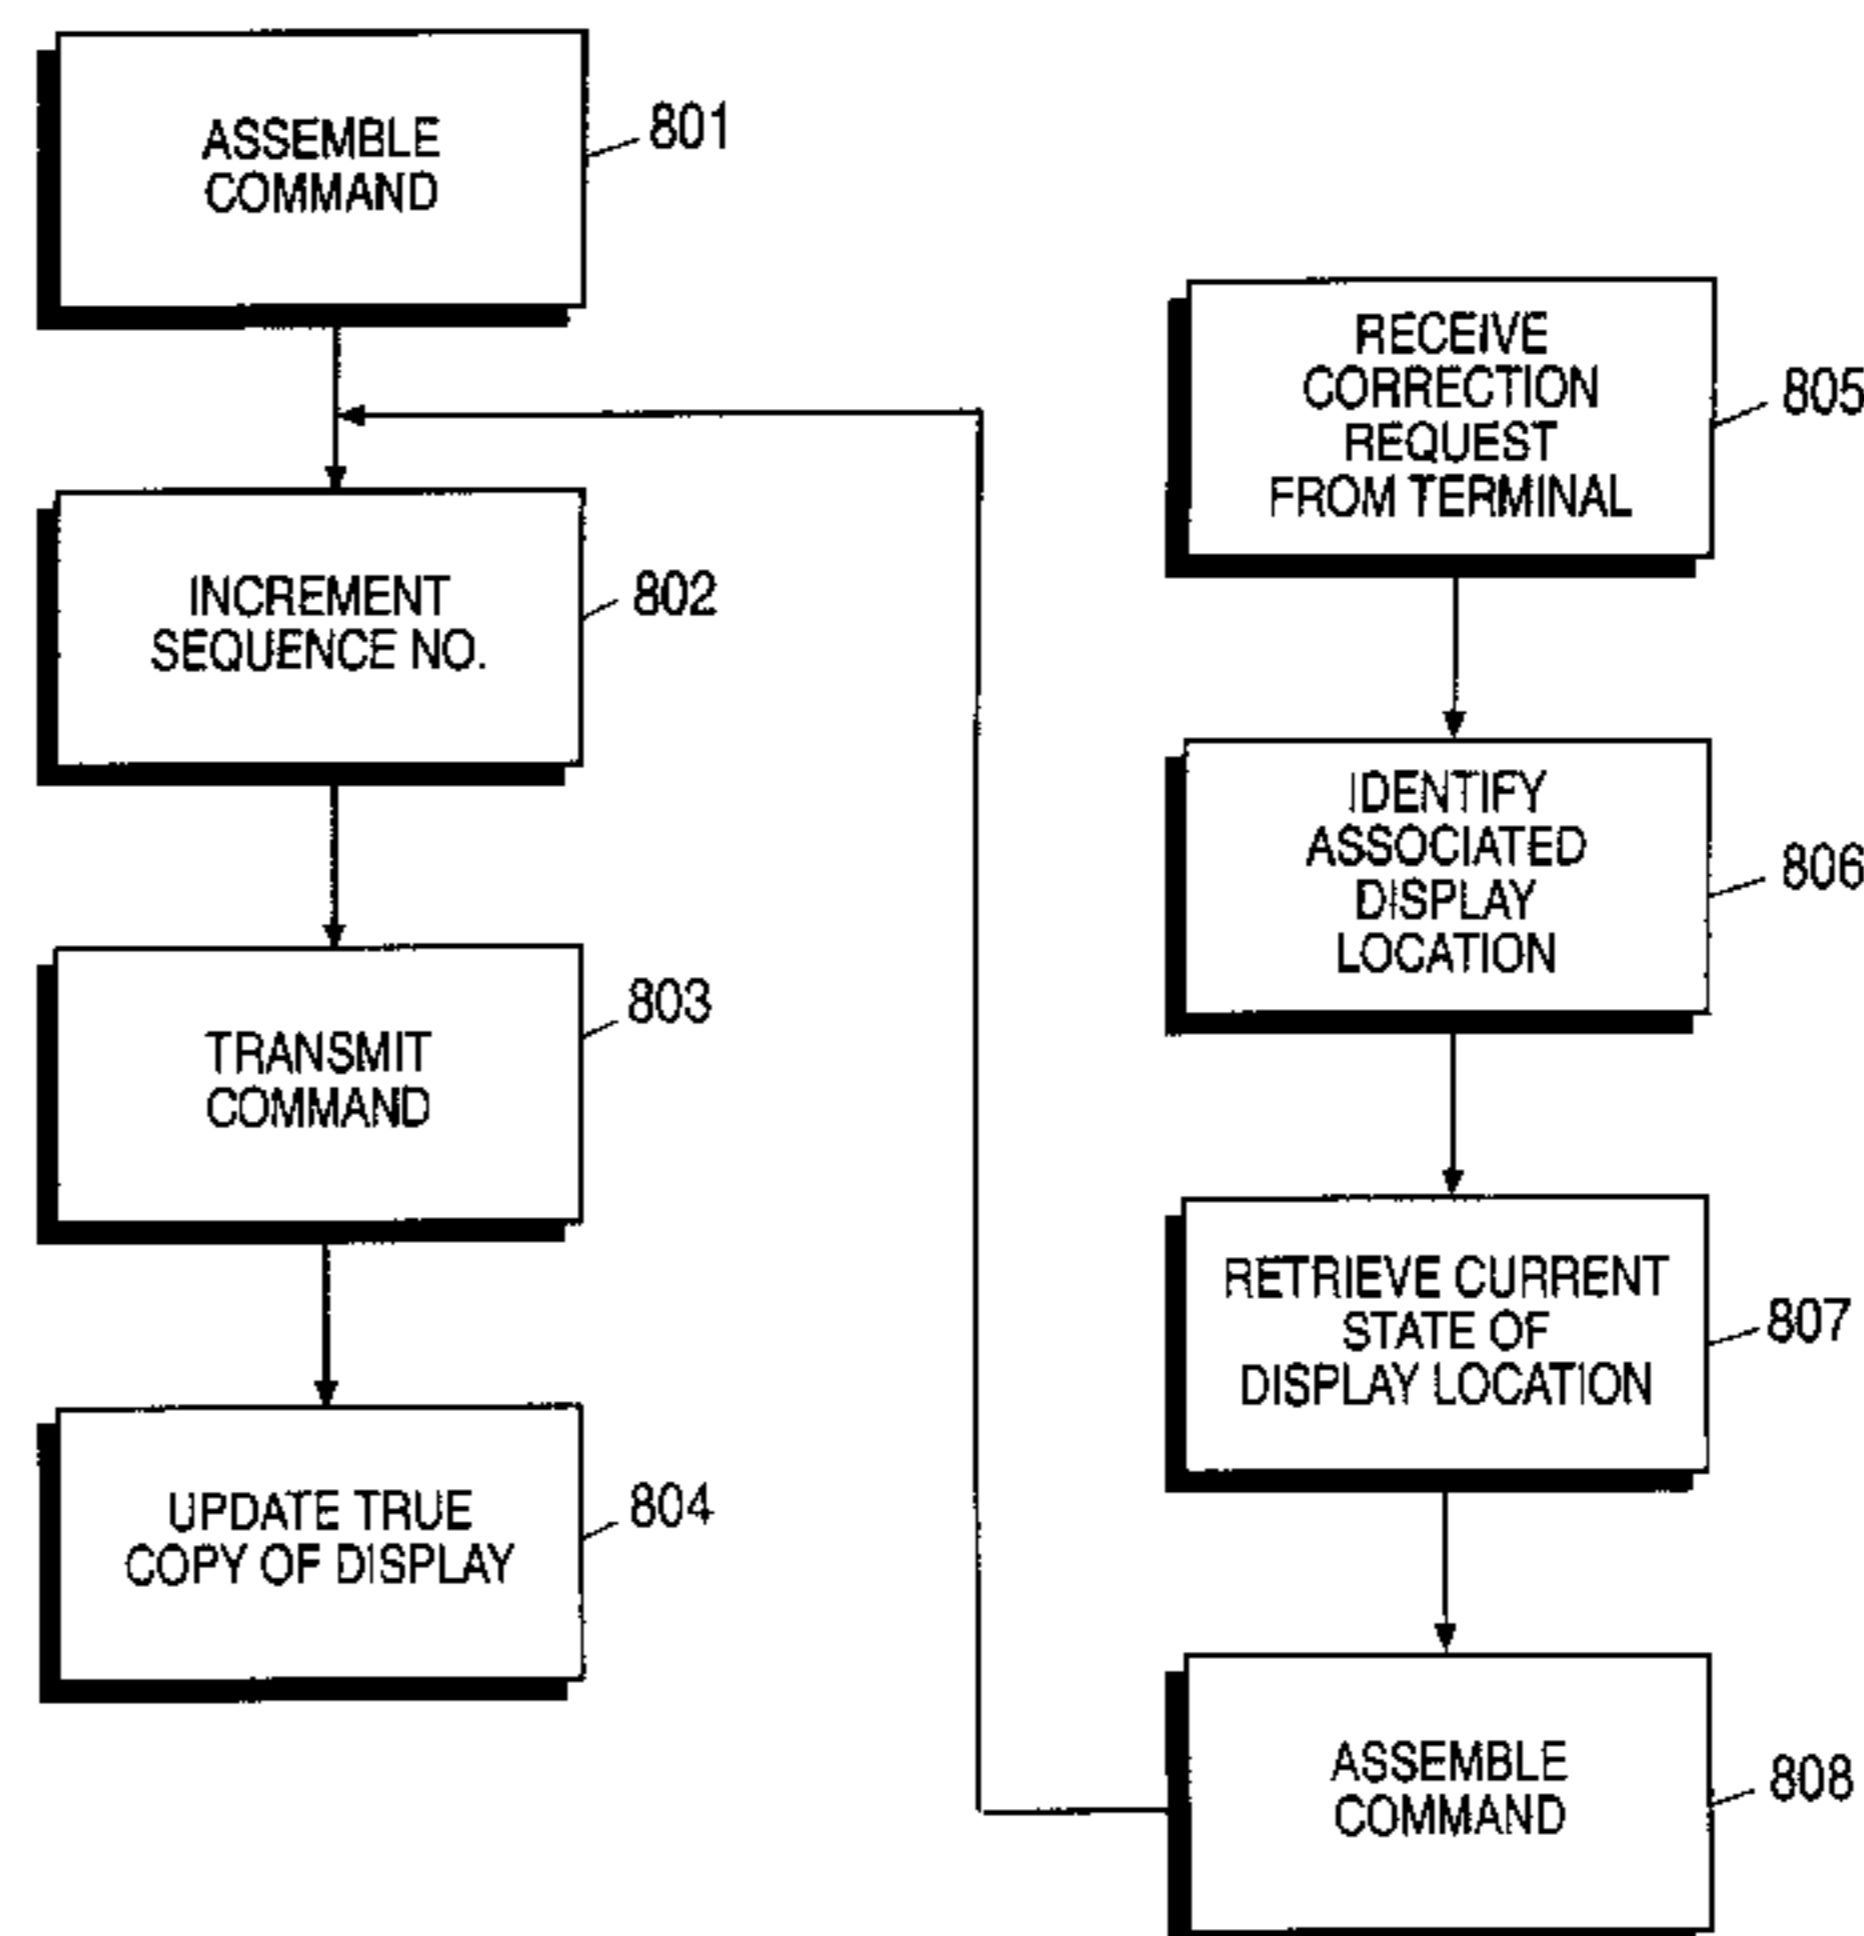 ASSEMBLE
COMMAND
801
INCREMENT
SEQUENCE NO.
802
TRANSMIT
COMMAND
803
UPDATE TRUE
COPY OF DISPLAY
804
RECEIVE
CORRECTION
REQUEST
FROM TERMINAL
805
IDENTIFY
ASSOCIATED
DISPLAY
LOCATION
806
RETRIEVE CURRENT
STATE OF
DISPLAY LOCATION
807
ASSEMBLE
COMMAND
808